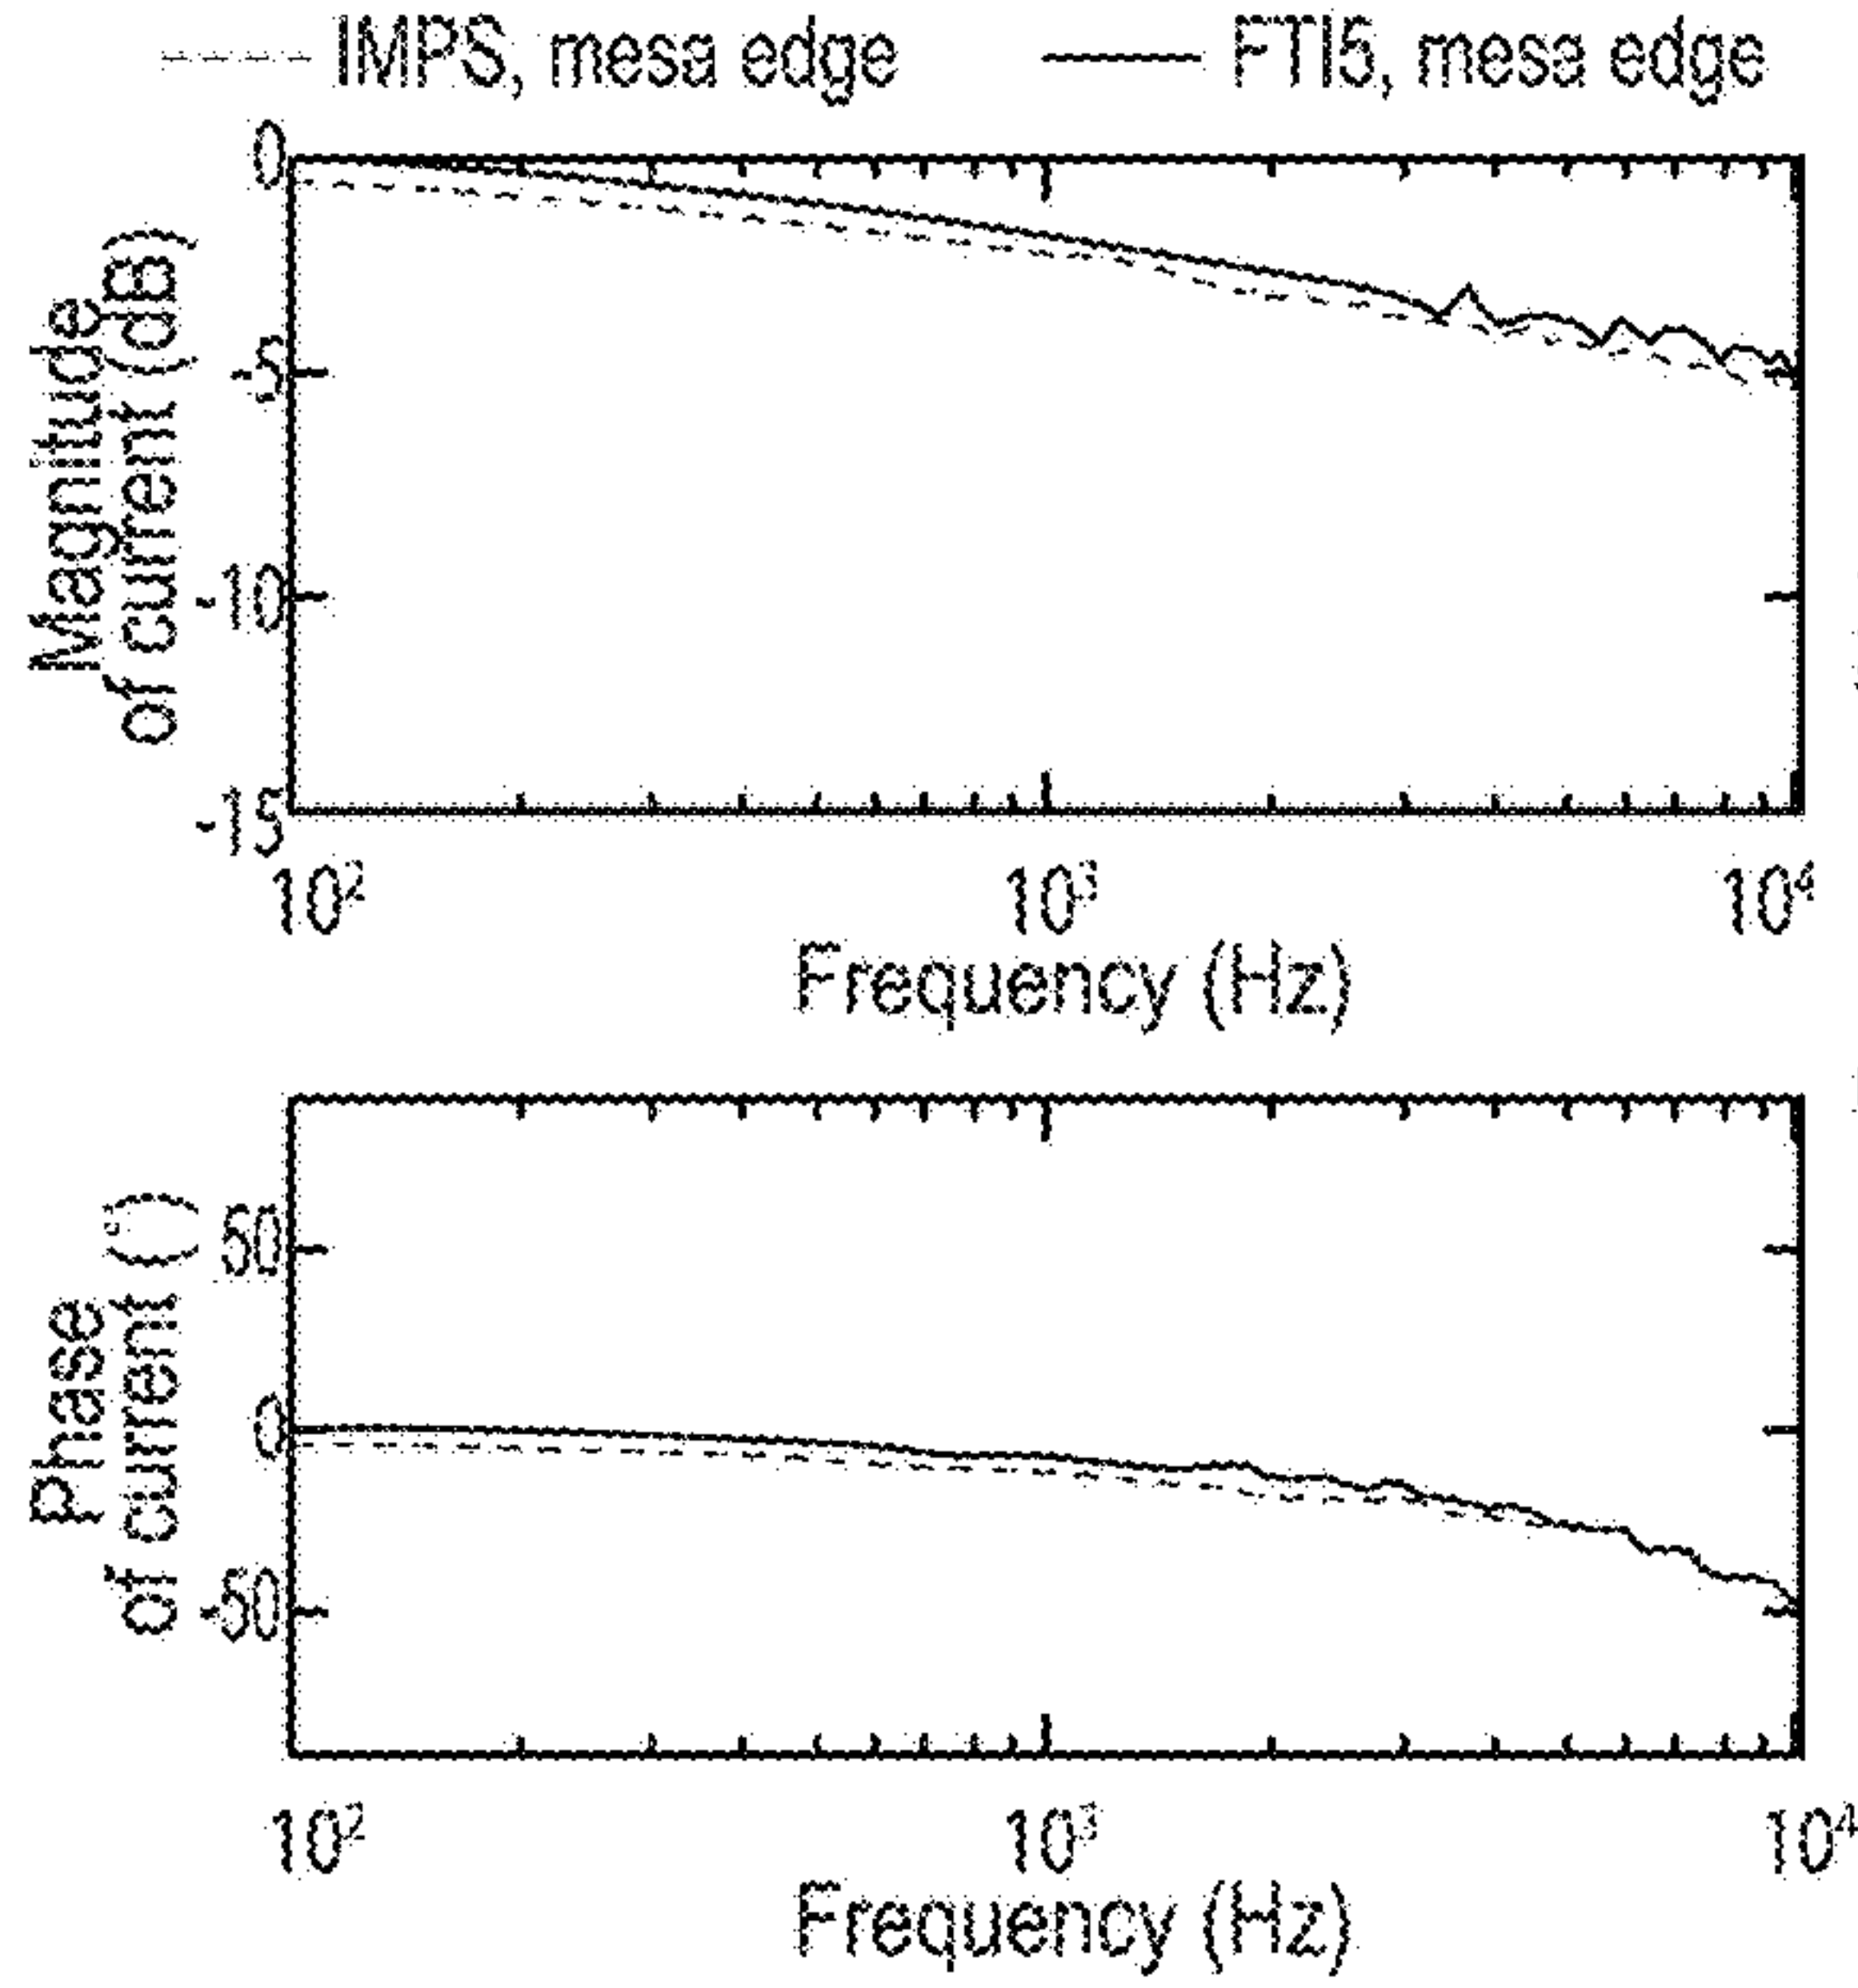 IMPS, mesa edge FTI5, mesa edge
0
-5
-10
-15
Magnitude
of current (dB)
10² 10³ 10⁴
Frequency (Hz)
50
0
-50
Phase
of current (°)
10² 10³ 10⁴
Frequency (Hz)